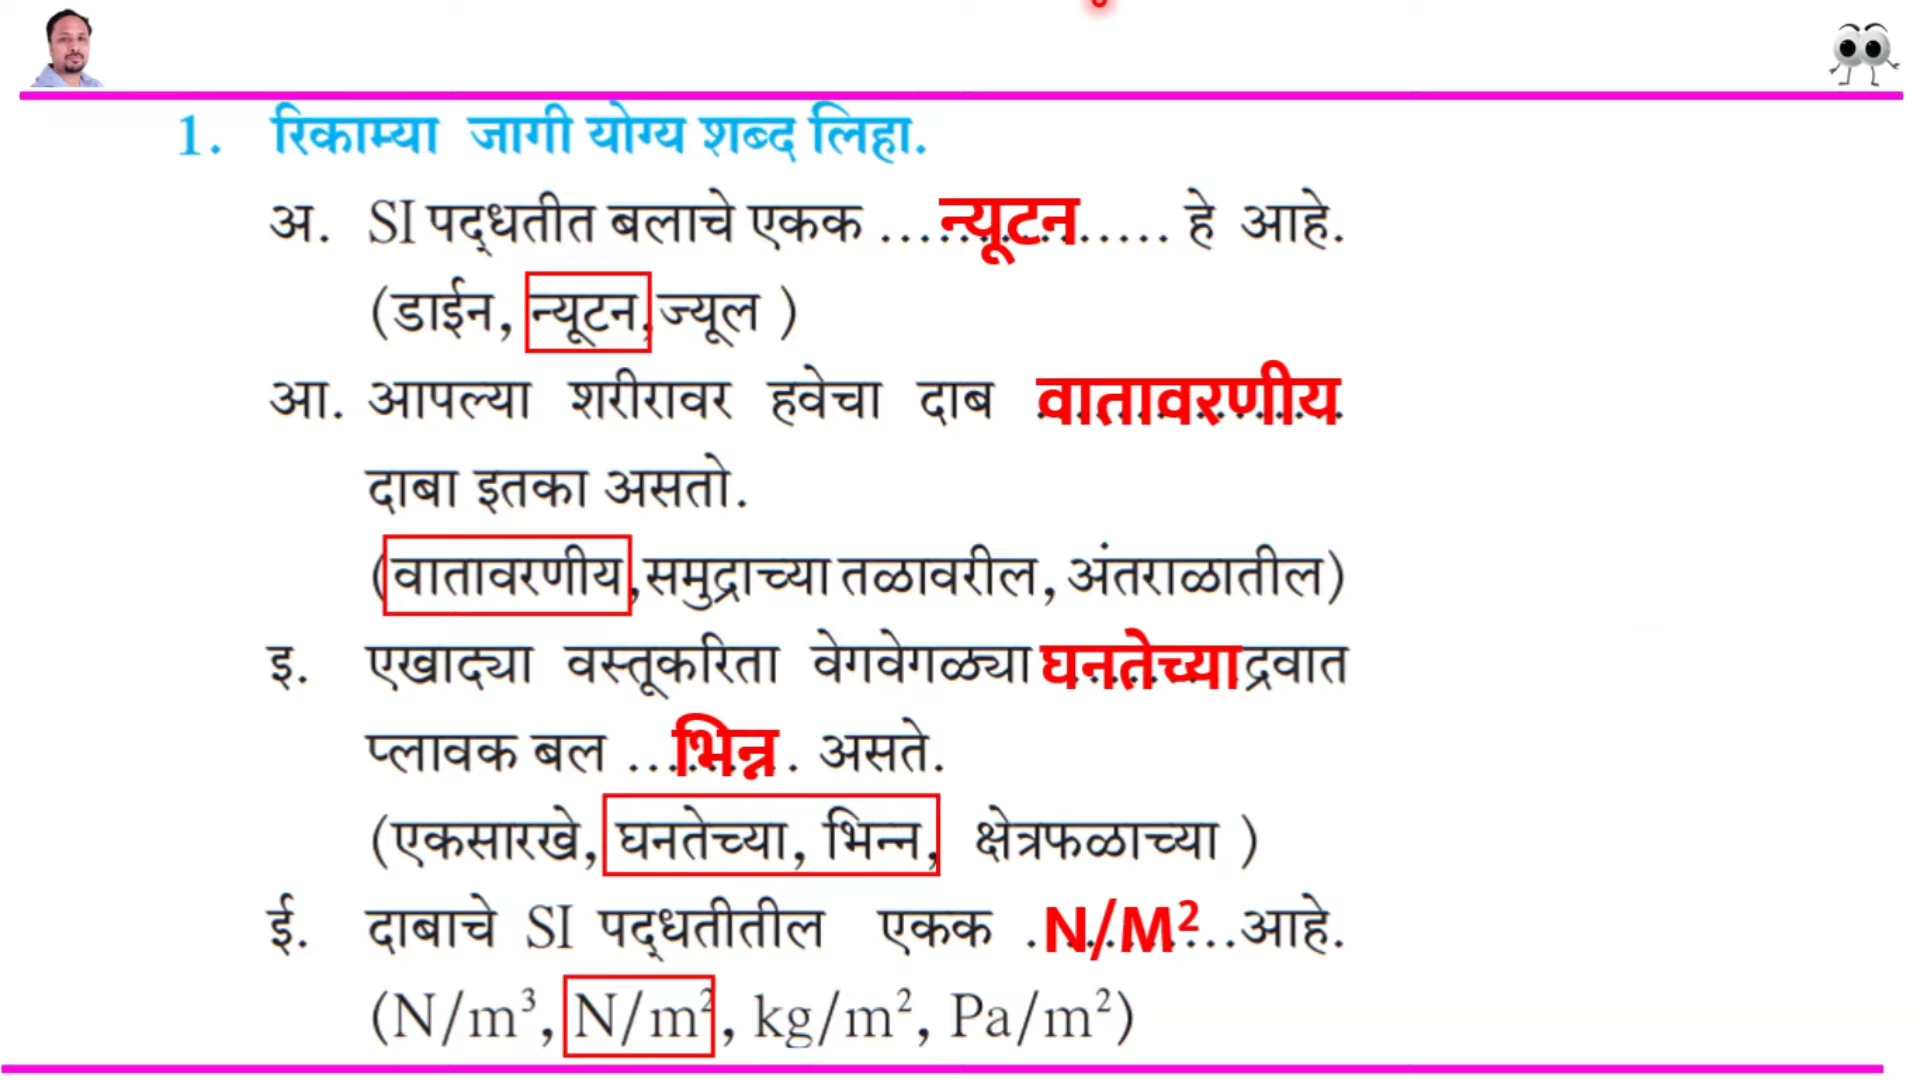 1. रिकाम्या जागी योग्य शब्द लिहा.
अ. SI पद्धतीत बलाचे एकक ....न्यूटन..... हे आहे.
(डाईन, न्यूटन, ज्यूल )
आ. आपल्या शरीरावर हवेचा दाब वातावरणीय
दाबा इतका असतो.
(वातावरणीय, समुद्राच्या तळावरील, अंतराळातील)
इ. एखाद्या वस्तूकरिता वेगवेगळ्या घनतेच्या द्रवात
प्लावक बल ...भिन्न. असते.
(एकसारखे, घनतेच्या, भिन्न, क्षेत्रफळाच्या )
ई. दाबाचे SI पद्धतीतील एकक .N/M²...आहे.
(N/m³, N/m², kg/m², Pa/m²)